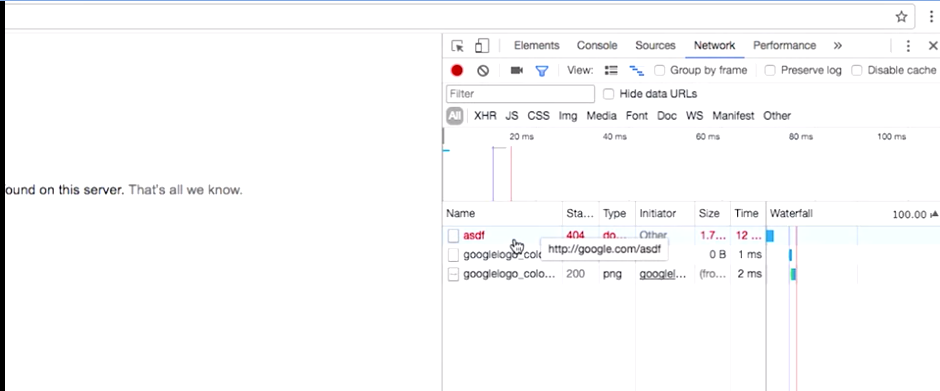 Elements Console Sources Network Performance »
View: Group by frame Preserve log Disable cache
Filter Hide data URLs
All XHR JS CSS Img Media Font Doc WS Manifest Other
20 ms 40 ms 60 ms 80 ms 100 ms
ound on this server. That's all we know.
Name Sta... Type Initiator Size Time Waterfall 100.00
asdf 404 do... Other 1.7... 12 ...
http://google.com/asdf
googlelogo_colo 0 B 1 ms
googlelogo_colo... 200 png googlel... (fro... 2 ms